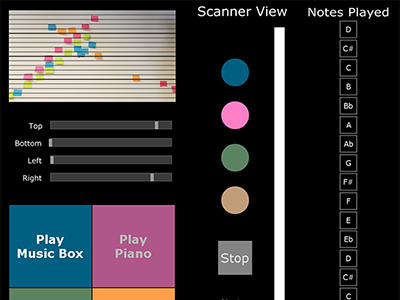 Scanner View
Notes Played
D
C#
C
B
Bb
A
Ab
G
F#
F
E
Eb
D
C#
C
Top
Bottom
Left
Right
Play
Music Box
Play
Piano
Stop